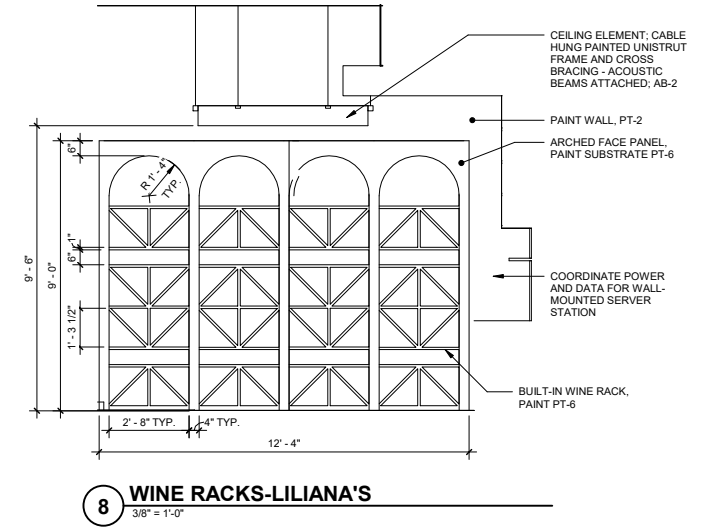 CEILING ELEMENT; CABLE
HUNG PAINTED UNISTRUT
FRAME AND CROSS
BRACING - ACOUSTIC
BEAMS ATTACHED; AB-2
PAINT WALL, PT-2
ARCHED FACE PANEL,
PAINT SUBSTRATE PT-6
6"
R 1' - 4"
TYP.
1"
6"
9' - 6"
9' - 0"
1' - 3 1/2"
COORDINATE POWER
AND DATA FOR WALL-
MOUNTED SERVER
STATION
BUILT-IN WINE RACK,
PAINT PT-6
2' - 8" TYP.
4" TYP.
12' - 4"
8
WINE RACKS-LILIANA'S
3/8" = 1'-0"